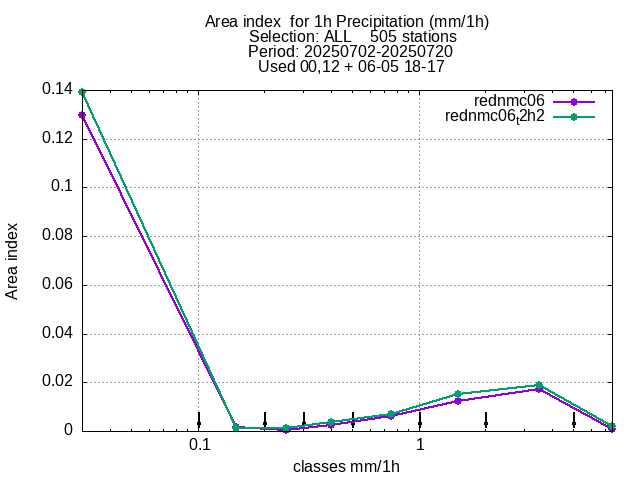 Area index  for 1h Precipitation (mm/1h)
Selection: ALL    505 stations
Period: 20250702-20250720
Used 00,12 + 06-05 18-17
rednmc06
rednmc06t2h2
0.14
0.12
0.1
0.08
0.06
0.04
0.02
0
Area index
0.1
1
classes mm/1h